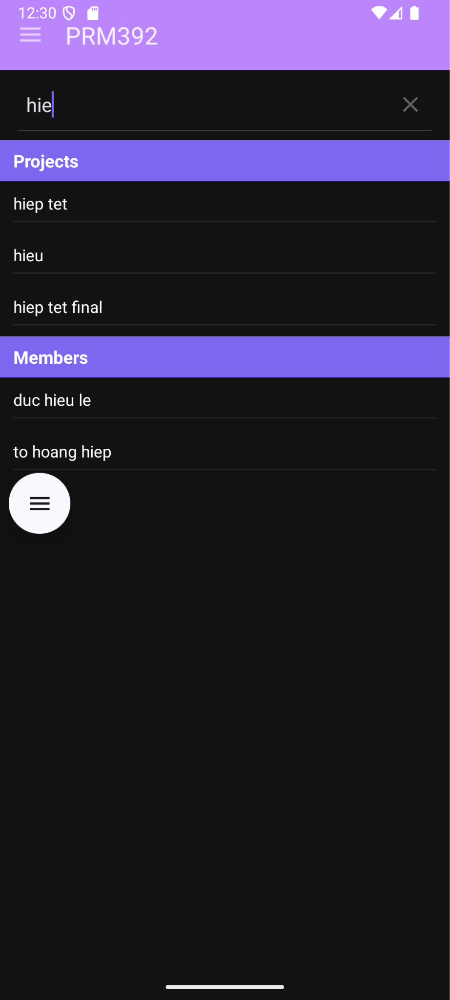 12:30
PRM392
hie
Projects
hiep tet
hieu
hiep tet final
Members
duc hieu le
to hoang hiep